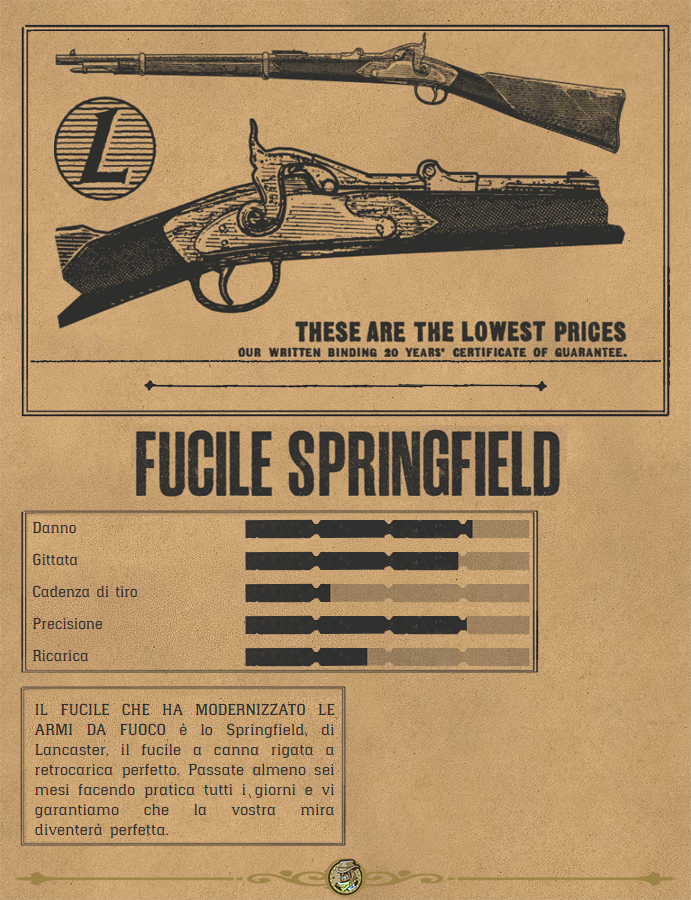 L
THESE ARE THE LOWEST PRICES
OUR WRITTEN BINDING 20 YEARS' CERTIFICATE OF GUARANTEE.
FUCILE SPRINGFIELD
Danno
Gittata
Cadenza di tiro
Precisione
Ricarica
IL FUCILE CHE HA MODERNIZZATO LE
ARMI DA FUOCO è lo Springfield, di
Lancaster, il fucile a canna rigata a
retrocarica perfetto. Passate almeno sei
mesi facendo pratica tutti i giorni e vi
garantiamo che la vostra mira
diventerà perfetta.